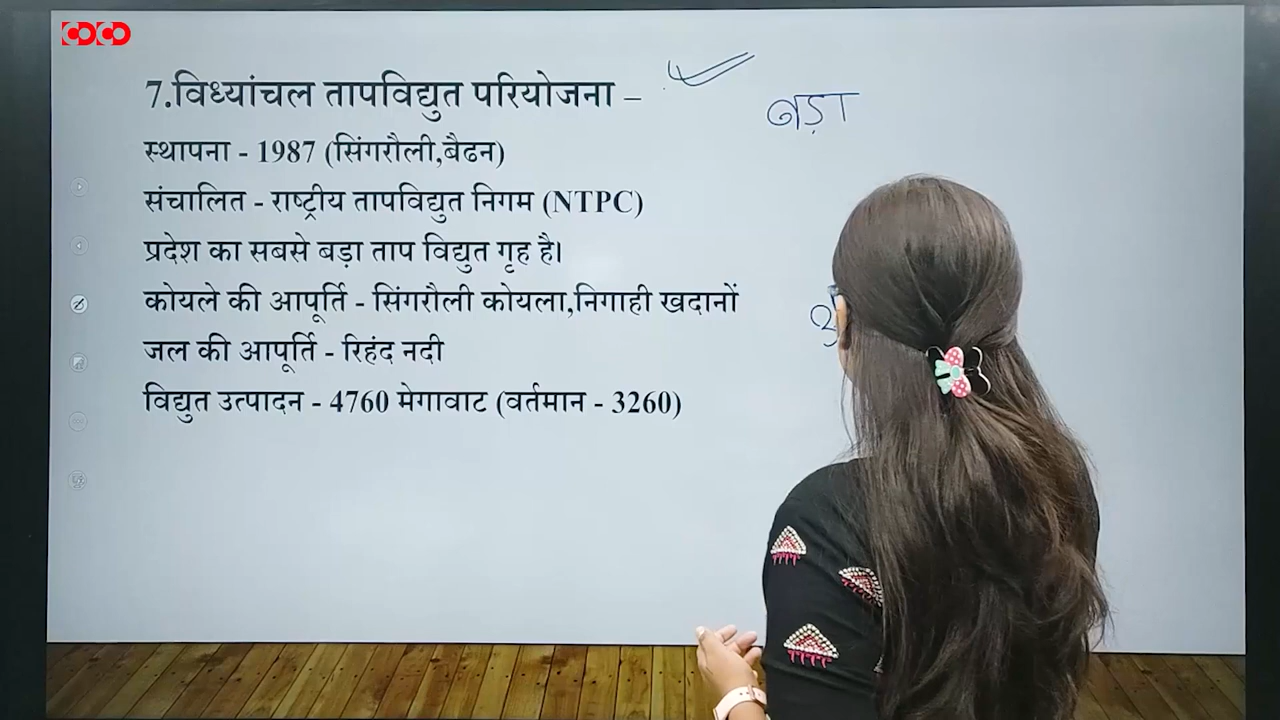 COCO
7.विध्यांचल तापविद्युत परियोजना –
बड़ा
स्थापना - 1987 (सिंगरौली,बैढन)
संचालित - राष्ट्रीय तापविद्युत निगम (NTPC)
प्रदेश का सबसे बड़ा ताप विद्युत गृह है।
कोयले की आपूर्ति - सिंगरौली कोयला,निगाही खदानों
जल की आपूर्ति - रिहंद नदी
विद्युत उत्पादन - 4760 मेगावाट (वर्तमान - 3260)